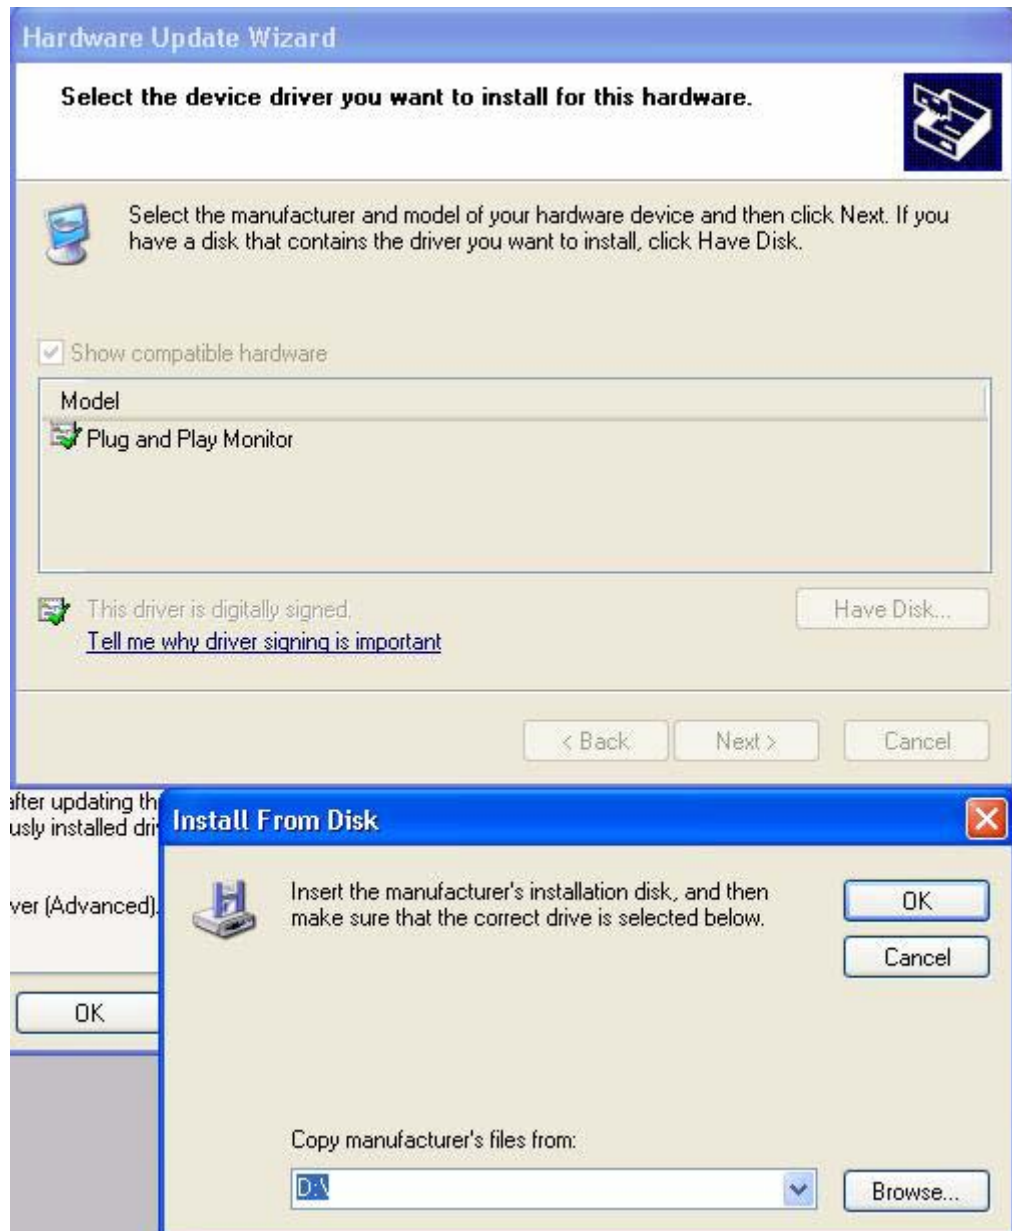 Hardware Update Wizard
Select the device driver you want to install for this hardware.
Select the manufacturer and model of your hardware device and then click Next. If you
have a disk that contains the driver you want to install, click Have Disk.
Show compatible hardware
Model
Plug and Play Monitor
This driver is digitally signed.
Have Disk...
Tell me why driver signing is important
< Back
Next >
Cancel
after updating th
usly installed dri
ver (Advanced).
OK
Install From Disk
Insert the manufacturer's installation disk, and then
make sure that the correct drive is selected below.
OK
Cancel
Copy manufacturer's files from:
D:\
Browse...